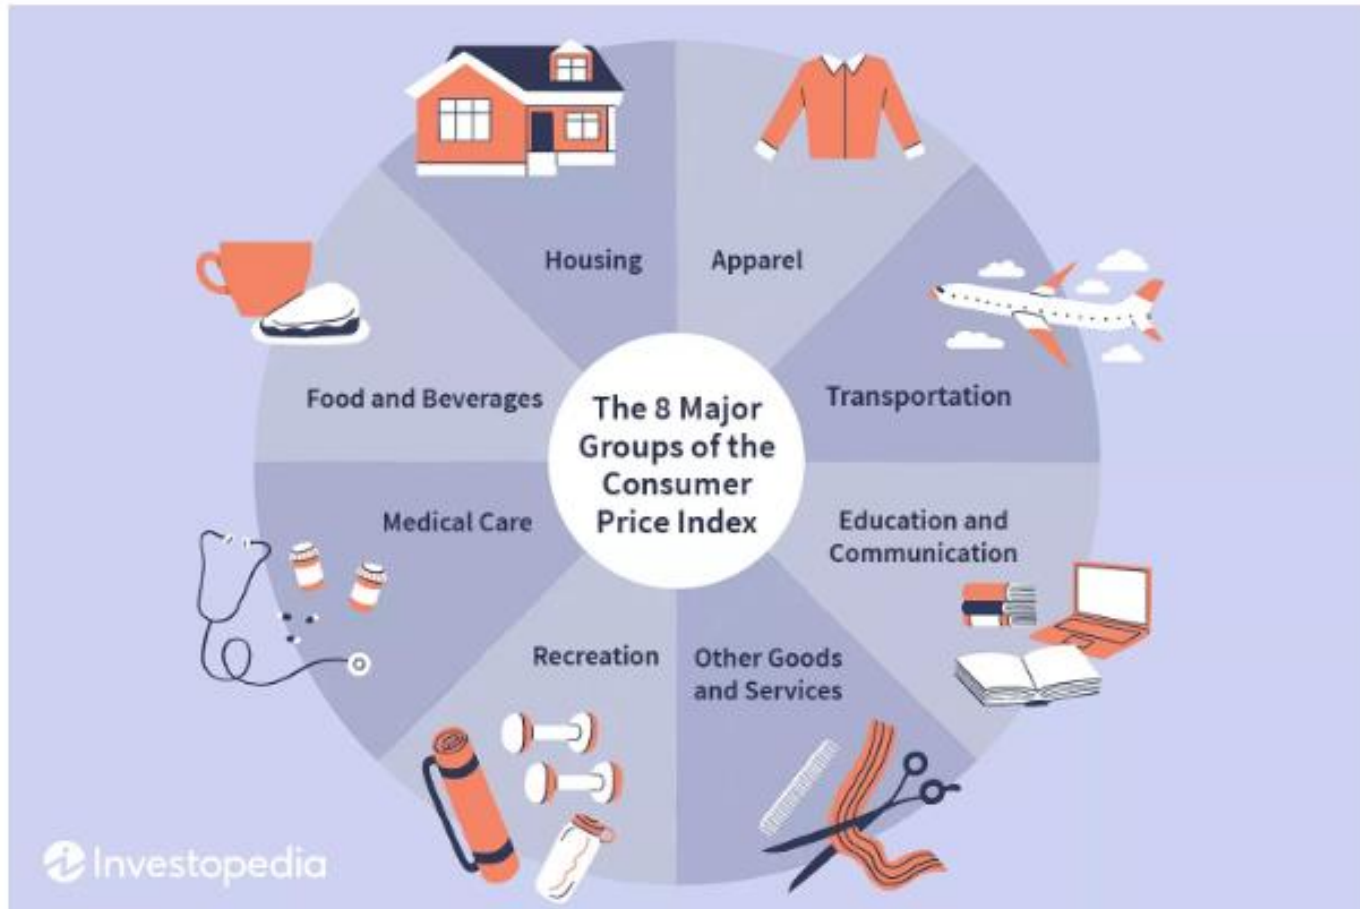 Housing
Apparel
Food and Beverages
Transportation
The 8 Major
Groups of the
Consumer
Price Index
Medical Care
Education and
Communication
Recreation
Other Goods
and Services
Investopedia